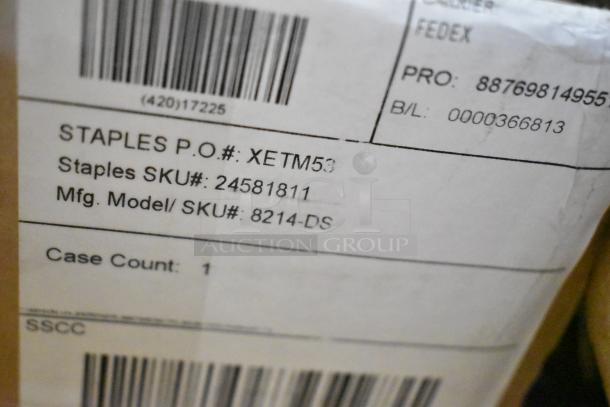 FEDEX
(420)17225
PRO: 88769814955
B/L: 0000366813
STAPLES P.O.#: XETM53
Staples SKU#: 24581811
Mfg. Model/ SKU#: 8214-DS
AUCTION GROUP
Case Count: 1
SSCC